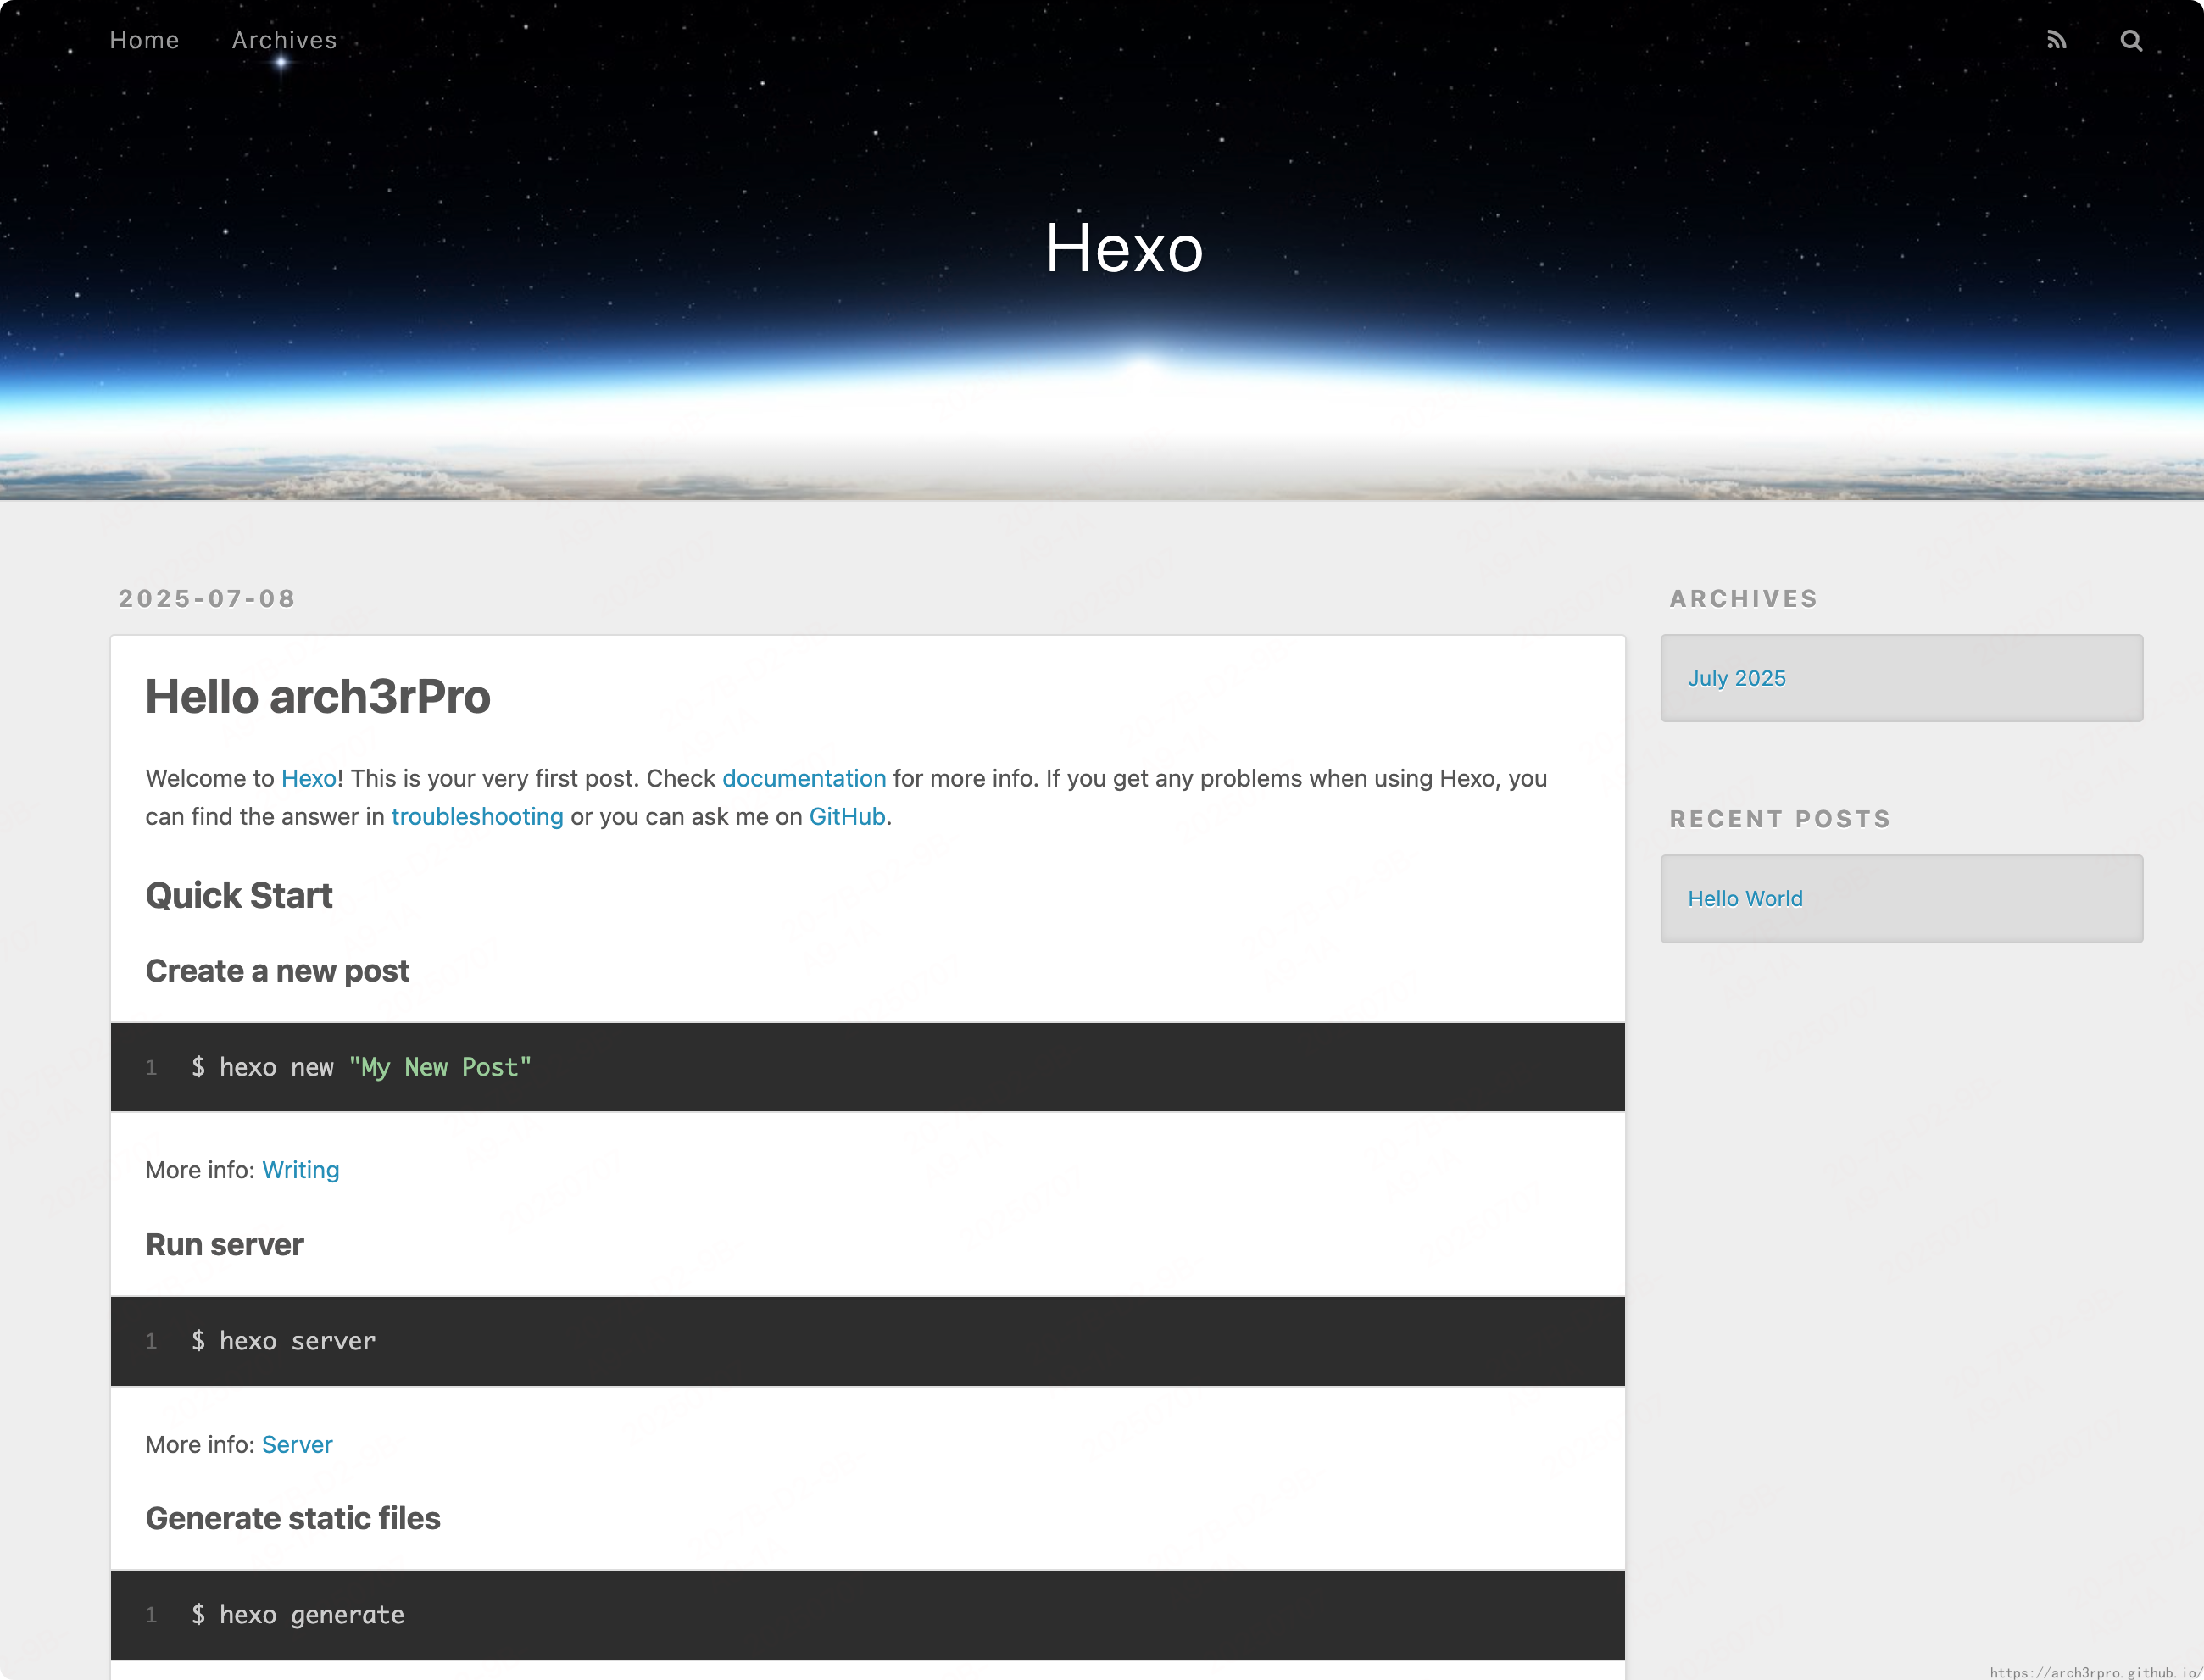 Home Archives
Hexo
2025-07-08
Hello arch3rPro
Welcome to Hexo! This is your very first post. Check documentation for more info. If you get any problems when using Hexo, you
can find the answer in troubleshooting or you can ask me on GitHub.
Quick Start
Create a new post
1 $ hexo new "My New Post"
More info: Writing
Run server
1 $ hexo server
More info: Server
Generate static files
1 $ hexo generate
ARCHIVES
July 2025
RECENT POSTS
Hello World
https://arch3rpro.github.io/